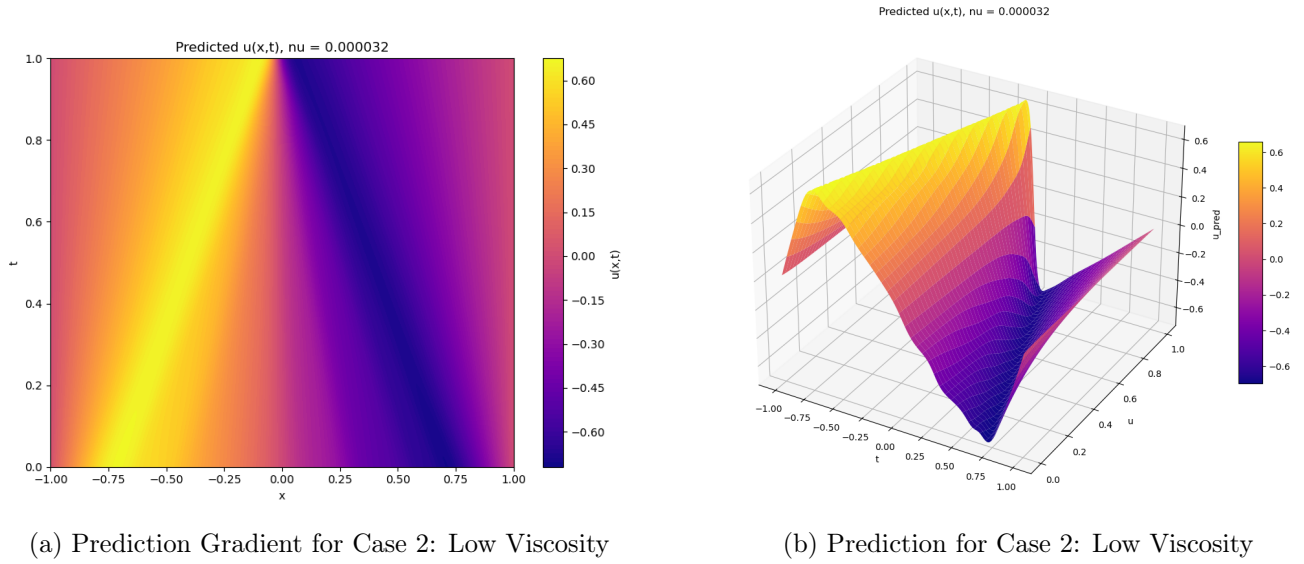 Predicted u(x,t), nu = 0.000032
1.0
0.8
0.6
0.4
0.2
0.0
t
−1.00 −0.75 −0.50 −0.25 0.00 0.25 0.50 0.75 1.00
x
0.60
0.45
0.30
0.15
0.00
−0.15
−0.30
−0.45
−0.60
u(x,t)
(a) Prediction Gradient for Case 2: Low Viscosity
Predicted u(x,t), nu = 0.000032
−1.00 −0.75 −0.50 −0.25 0.00 0.25 0.50 0.75 1.00
t
0.0
0.2
0.4
0.6
0.8
1.0
u
0.6
0.4
0.2
0.0
−0.2
−0.4
−0.6
u_pred
0.6
0.4
0.2
0.0
−0.2
−0.4
−0.6
(b) Prediction for Case 2: Low Viscosity